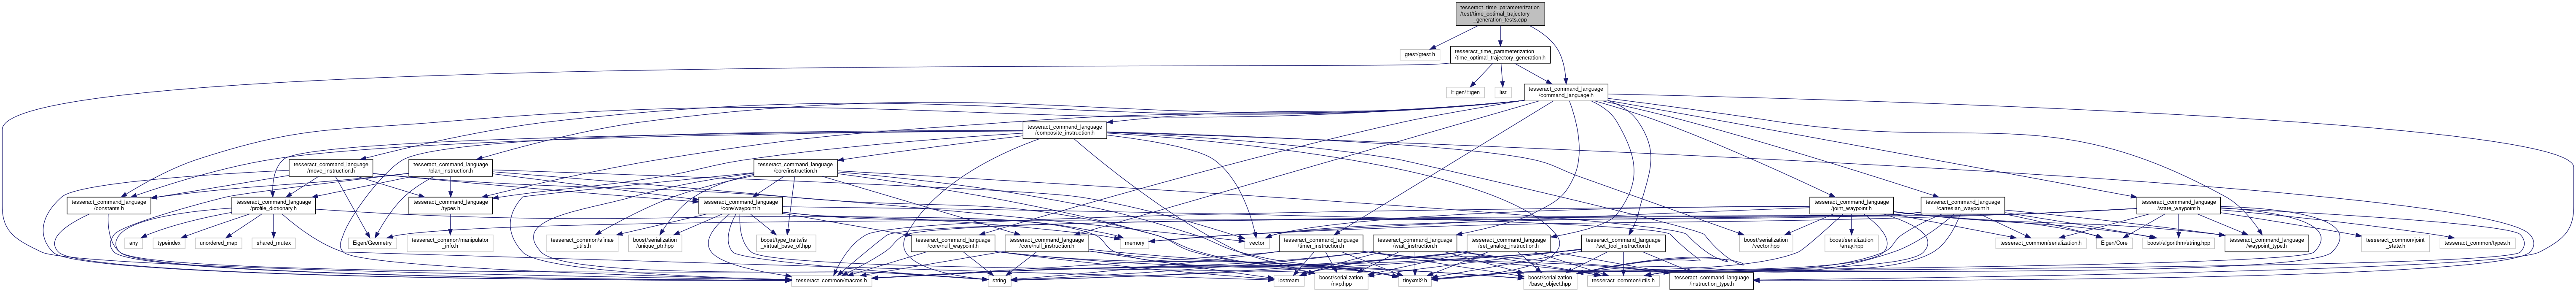 tesseract_time_parameterization
/test/time_optimal_trajectory
_generation_tests.cpp
gtest/gtest.h
tesseract_time_parameterization
/time_optimal_trajectory_generation.h
Eigen/Eigen
list
tesseract_command_language
/command_language.h
tesseract_command_language
/composite_instruction.h
tesseract_command_language
/move_instruction.h
tesseract_command_language
/plan_instruction.h
tesseract_command_language
/core/instruction.h
tesseract_command_language
/constants.h
tesseract_command_language
/profile_dictionary.h
tesseract_command_language
/types.h
tesseract_command_language
/core/waypoint.h
tesseract_command_language
/joint_waypoint.h
tesseract_command_language
/cartesian_waypoint.h
tesseract_command_language
/state_waypoint.h
any
typeindex
unordered_map
shared_mutex
Eigen/Geometry
tesseract_common/manipulator
_info.h
tesseract_common/sfinae
_utils.h
boost/serialization
/unique_ptr.hpp
boost/type_traits/is
_virtual_base_of.hpp
tesseract_command_language
/core/null_waypoint.h
tesseract_command_language
/core/null_instruction.h
memory
vector
tesseract_command_language
/timer_instruction.h
tesseract_command_language
/wait_instruction.h
tesseract_command_language
/set_analog_instruction.h
tesseract_command_language
/set_tool_instruction.h
boost/serialization
/vector.hpp
boost/serialization
/array.hpp
tesseract_common/serialization.h
Eigen/Core
boost/algorithm/string.hpp
tesseract_command_language
/waypoint_type.h
tesseract_common/joint
_state.h
tesseract_common/types.h
tesseract_common/macros.h
string
iostream
boost/serialization
/nvp.hpp
tinyxml2.h
boost/serialization
/base_object.hpp
tesseract_common/utils.h
tesseract_command_language
/instruction_type.h